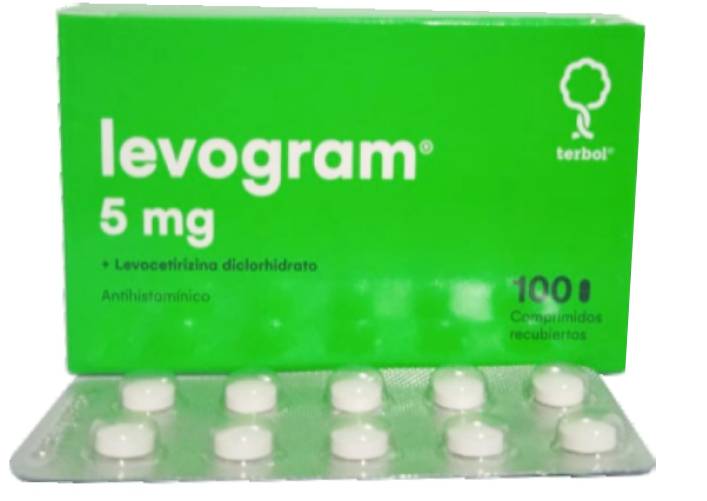 levogram®
5 mg
+ Levocetirizina diclorhidrato
Antihistamínico
terbol®
100
Comprimidos
recubiertos